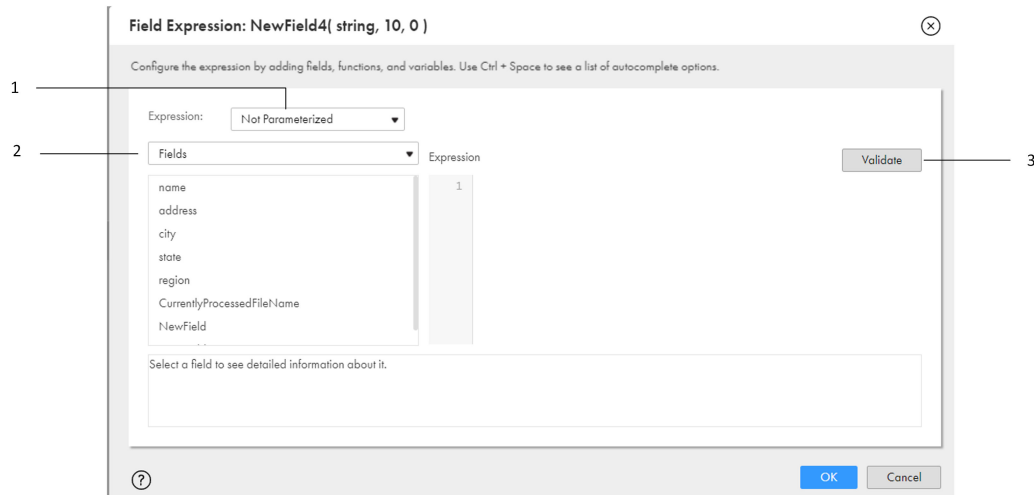 Field Expression: NewField4( string, 10, 0 )
Configure the expression by adding fields, functions, and variables. Use Ctrl + Space to see a list of autocomplete options.
1
Expression: Not Parameterized
2
Fields
Expression
Validate
3
name
address
city
state
region
CurrentlyProcessedFileName
NewField
1
Select a field to see detailed information about it.
?
OK
Cancel